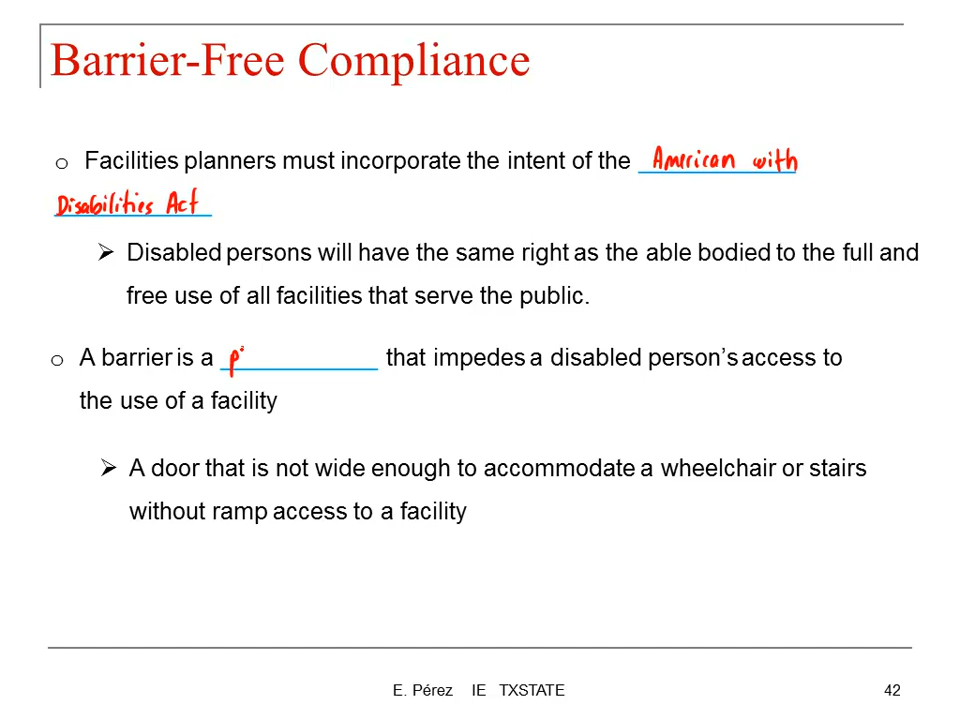 Barrier-Free Compliance
o Facilities planners must incorporate the intent of the American with
Disabilities Act
➢ Disabled persons will have the same right as the able bodied to the full and
free use of all facilities that serve the public.
o A barrier is a that impedes a disabled person's access to
the use of a facility
➢ A door that is not wide enough to accommodate a wheelchair or stairs
without ramp access to a facility
E. Pérez IE TXSTATE 42